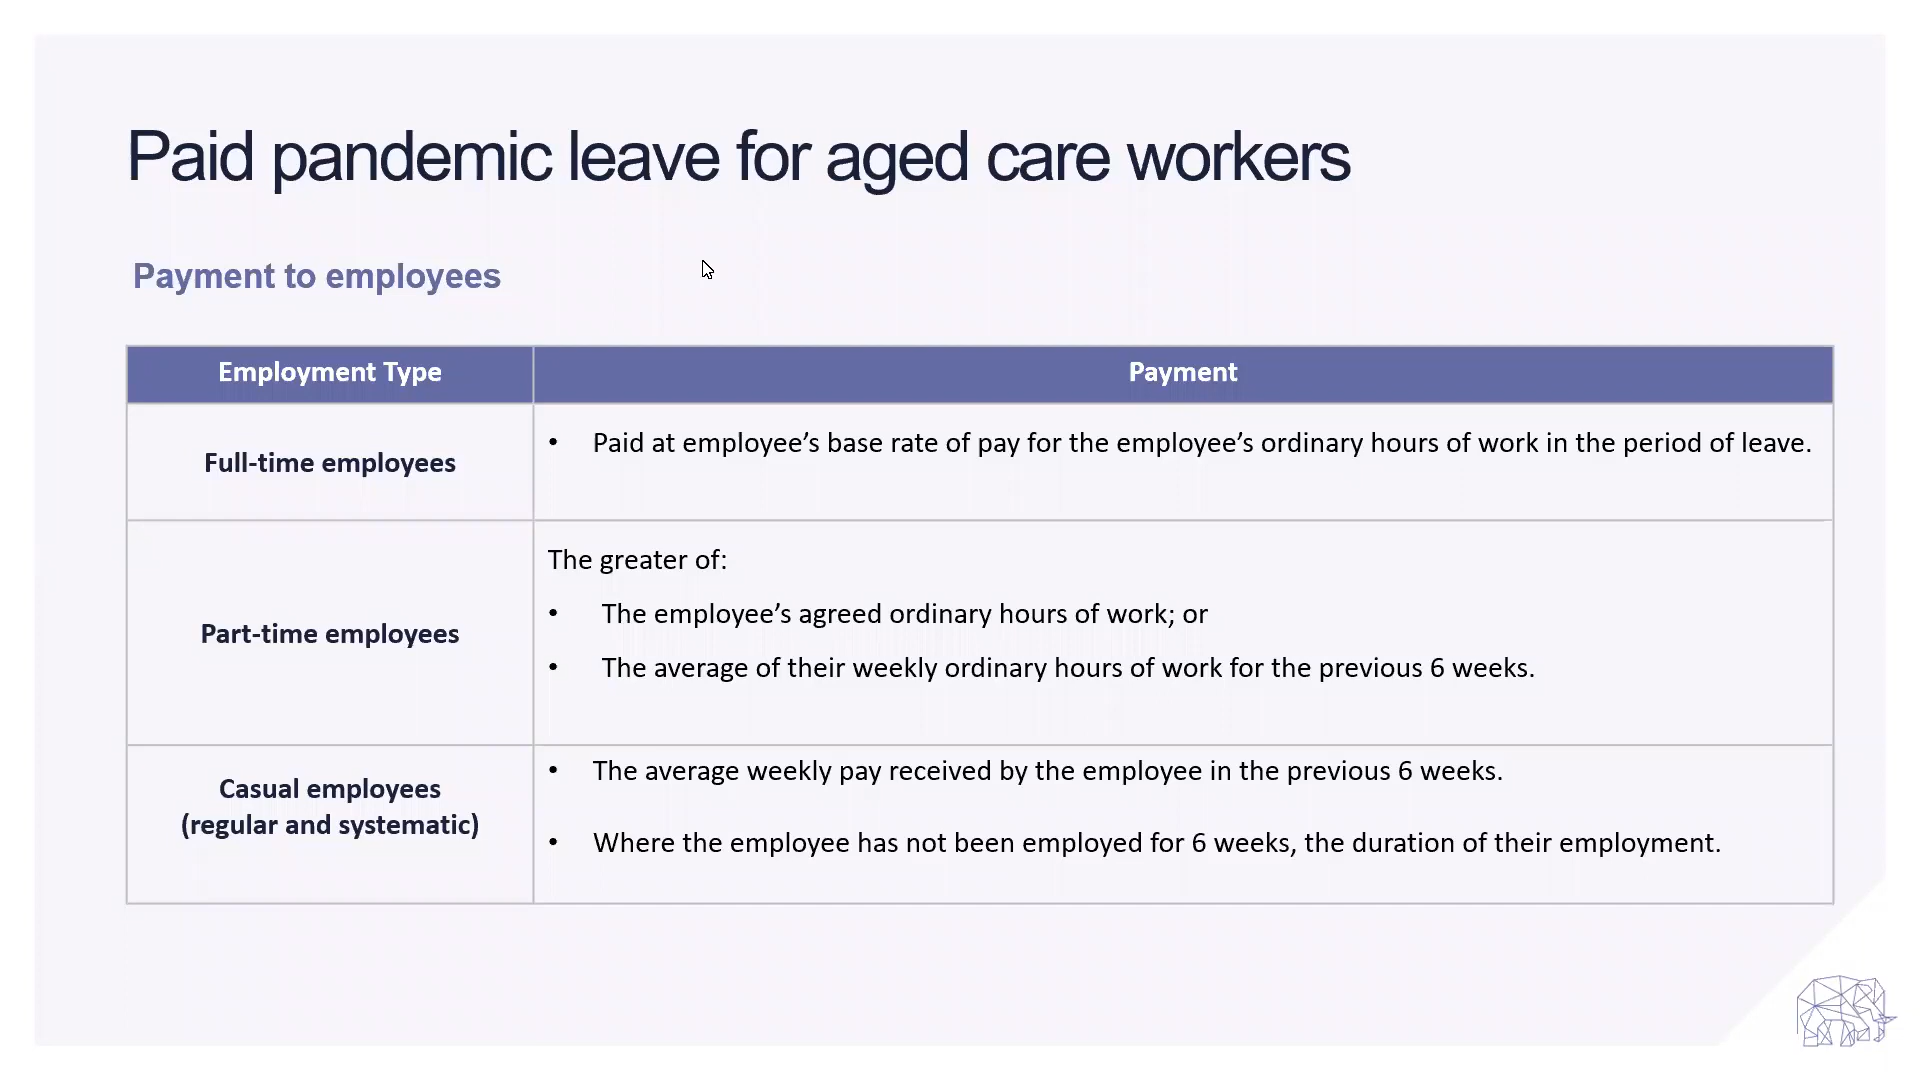 Paid pandemic leave for aged care workers
Payment to employees
Employment Type
Payment
Full-time employees
• Paid at employee’s base rate of pay for the employee’s ordinary hours of work in the period of leave.
Part-time employees
The greater of:
• The employee’s agreed ordinary hours of work; or
• The average of their weekly ordinary hours of work for the previous 6 weeks.
Casual employees
(regular and systematic)
• The average weekly pay received by the employee in the previous 6 weeks.
• Where the employee has not been employed for 6 weeks, the duration of their employment.